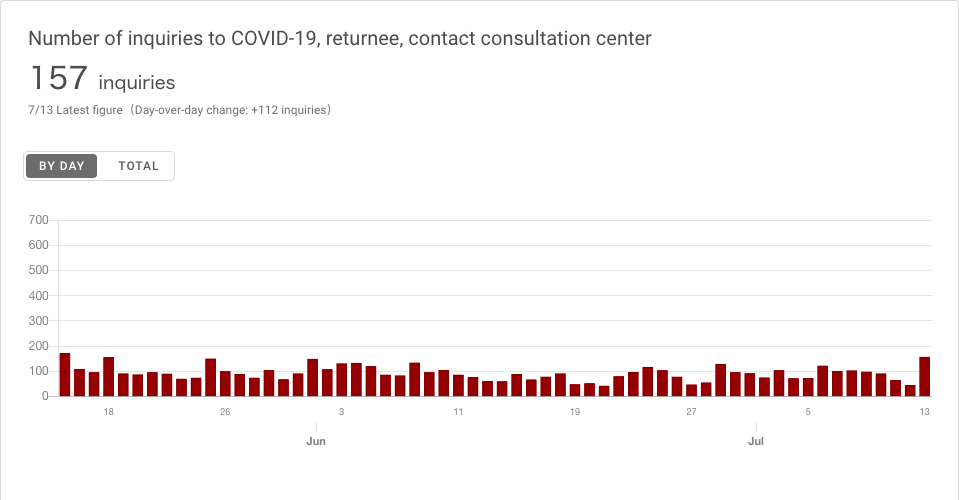 Number of inquiries to COVID-19, returnee, contact consultation center
157 inquiries
7/13 Latest figure（Day-over-day change: +112 inquiries）
BY DAY TOTAL
700
600
500
400
300
200
100
0
18 26 3 11 19 27 5 13
Jun Jul